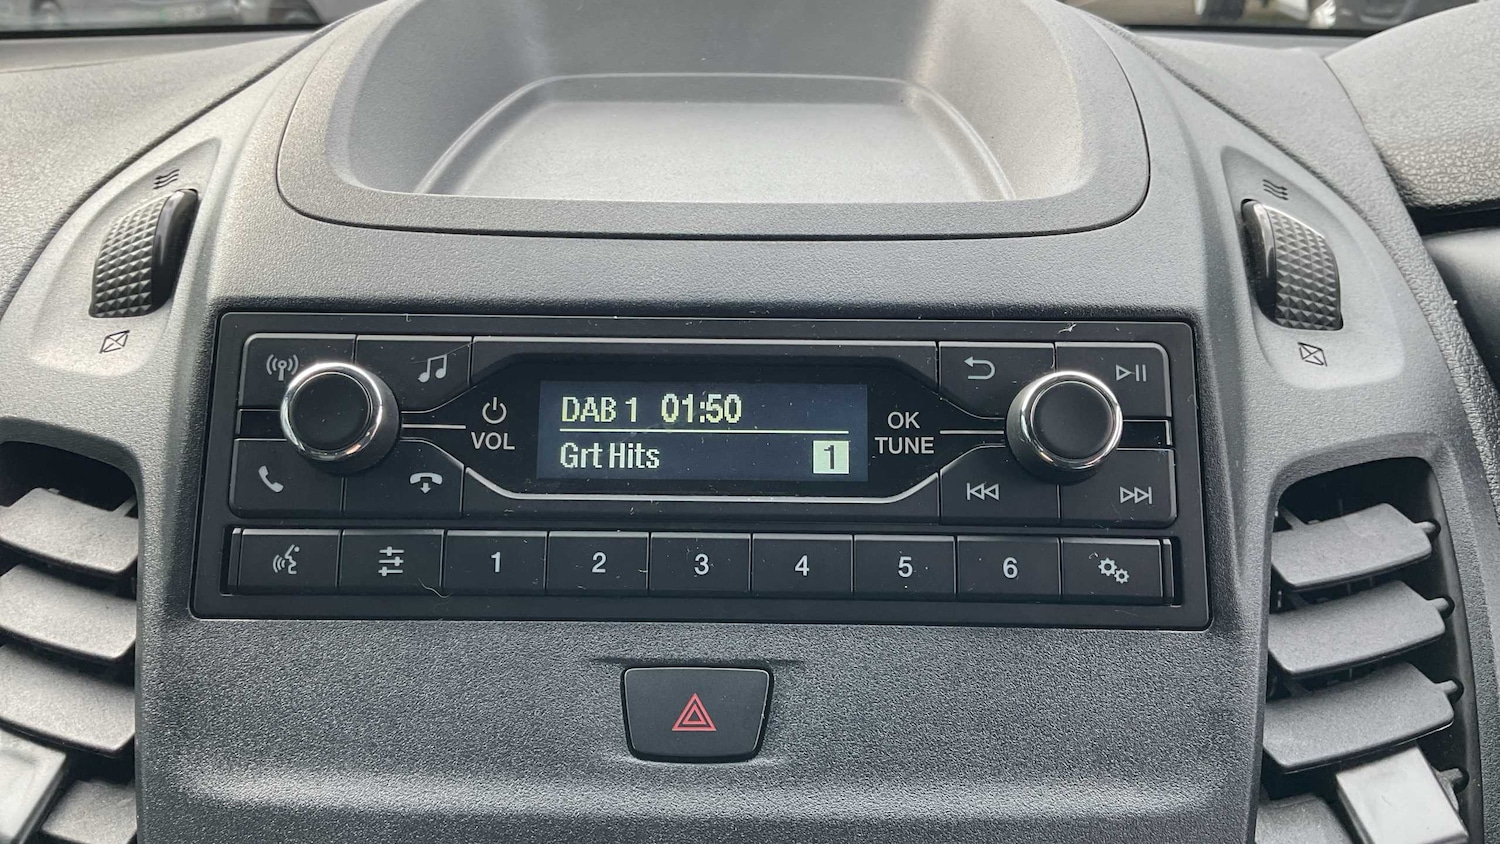 DAB 1 01:50
Grt Hits 1
VOL
OK
TUNE
1 2 3 4 5 6